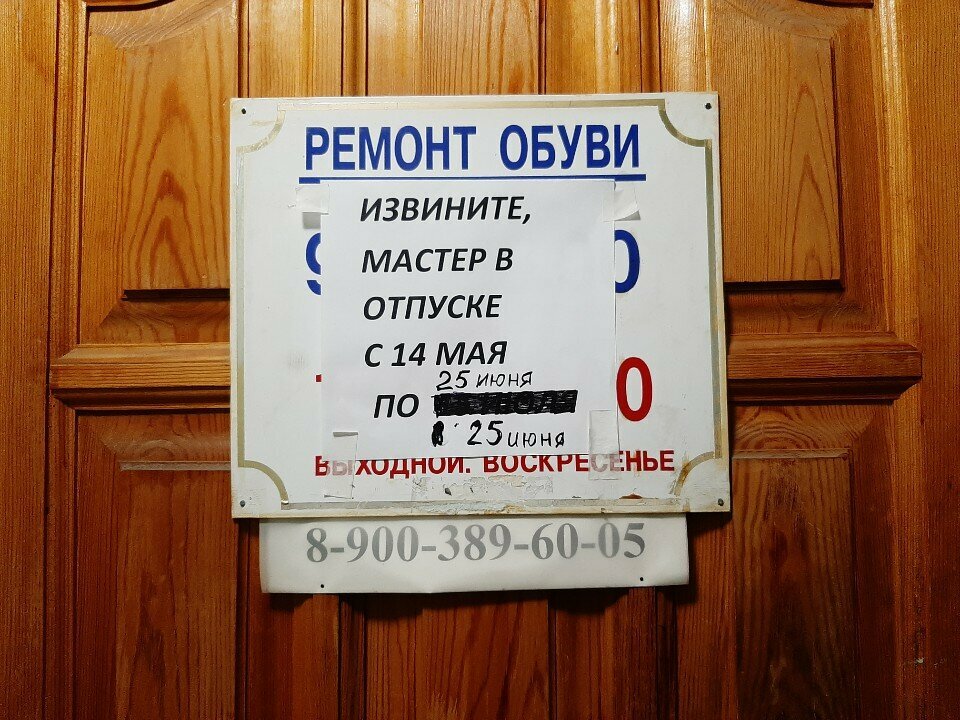 РЕМОНТ ОБУВИ
ИЗВИНИТЕ,
МАСТЕР В
ОТПУСКЕ
С 14 МАЯ
25 июня
ПО
25 июня
ВЫХОДНОЙ: ВОСКРЕСЕНЬЕ
8-900-389-60-05